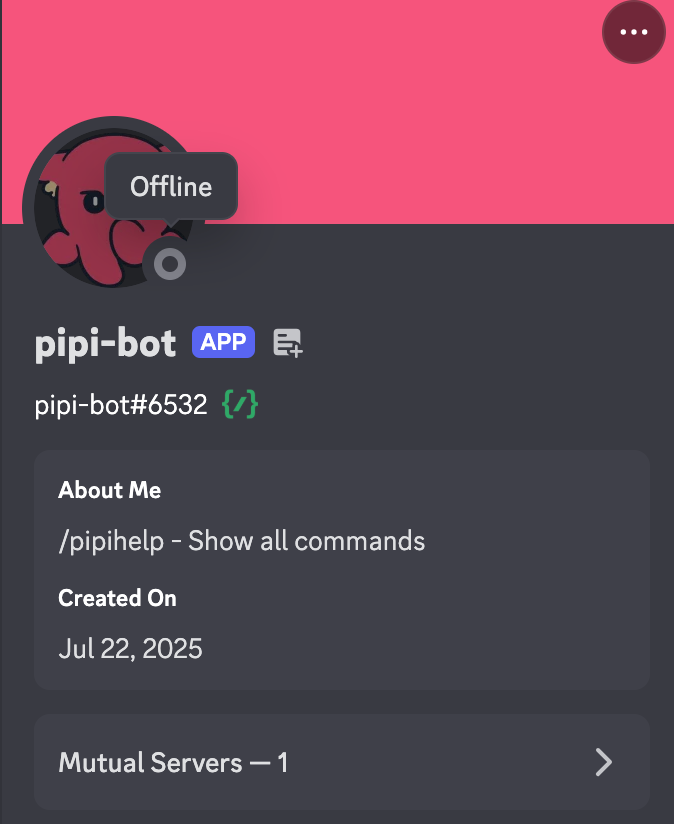 Offline
pipi-bot APP
pipi-bot#6532 {/}
About Me
/pipihelp - Show all commands
Created On
Jul 22, 2025
Mutual Servers — 1